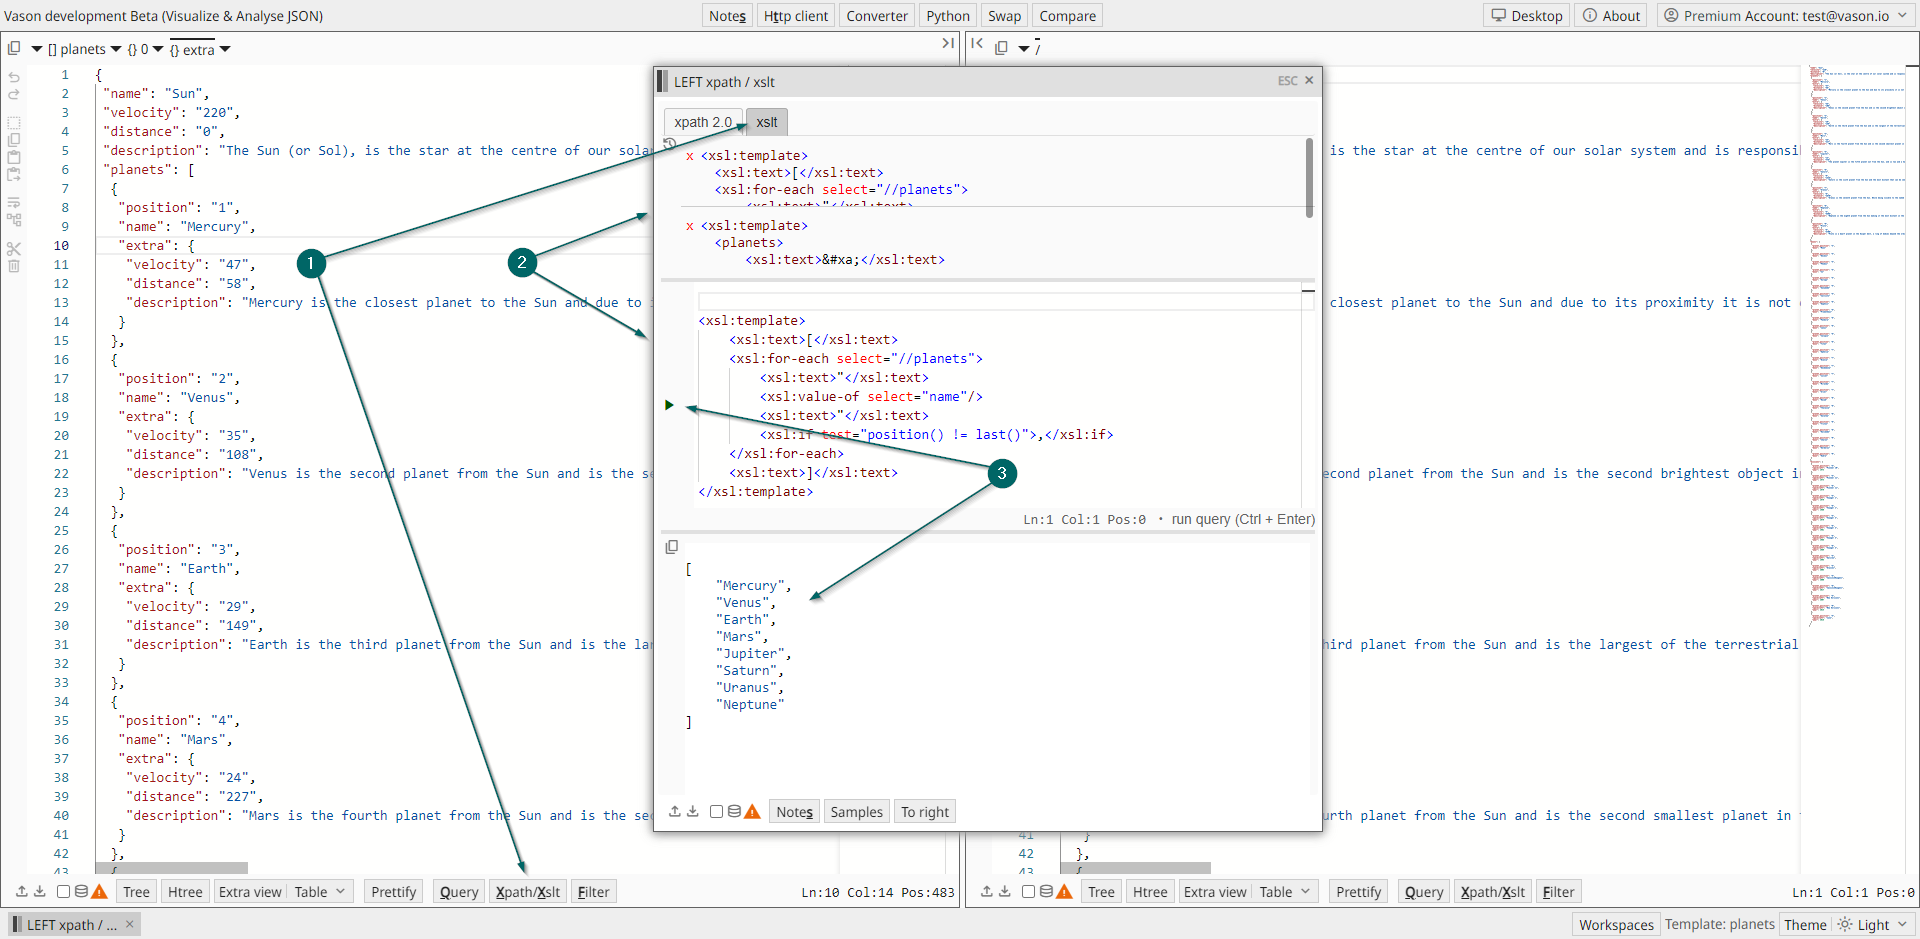 Vason development Beta (Visualize & Analyse JSON)
Notes Http client Converter Python Swap Compare
Desktop About Premium Account: test@vason.io
[] planets {} 0 {} extra
1 {
2 "name": "Sun",
3 "velocity": "220",
4 "distance": "0",
5 "description": "The Sun (or Sol), is the star at the centre of our sola
6 "planets": [
7 {
8 "position": "1",
9 "name": "Mercury",
10 "extra": {
11 "velocity": "47",
12 "distance": "58",
13 "description": "Mercury is the closest planet to the Sun and due to
14 }
15 },
16 {
17 "position": "2",
18 "name": "Venus",
19 "extra": {
20 "velocity": "35",
21 "distance": "108",
22 "description": "Venus is the second planet from the Sun and is the se
23 }
24 },
25 {
26 "position": "3",
27 "name": "Earth",
28 "extra": {
29 "velocity": "29",
30 "distance": "149",
31 "description": "Earth is the third planet from the Sun and is the lar
32 }
33 },
34 {
35 "position": "4",
36 "name": "Mars",
37 "extra": {
38 "velocity": "24",
39 "distance": "227",
40 "description": "Mars is the fourth planet from the Sun and is the sec
41 }
42 },
43 {
1
2
3
LEFT xpath / xslt ESC ×
xpath 2.0 xslt
x <xsl:template>
<xsl:text>[</xsl:text>
<xsl:for-each select="//planets">
<xsl:text>"</xsl:text>
x <xsl:template>
<planets>
<xsl:text>&#xa;</xsl:text>
<xsl:template>
<xsl:text>[</xsl:text>
<xsl:for-each select="//planets">
<xsl:text>"</xsl:text>
<xsl:value-of select="name"/>
<xsl:text>"</xsl:text>
<xsl:if test="position() != last()">,</xsl:if>
</xsl:for-each>
<xsl:text>]</xsl:text>
</xsl:template>
Ln:1 Col:1 Pos:0 • run query (Ctrl + Enter)
[
"Mercury",
"Venus",
"Earth",
"Mars",
"Jupiter",
"Saturn",
"Uranus",
"Neptune"
]
Notes Samples To right
/
is the star at the centre of our solar system and is responsi
closest planet to the Sun and due to its proximity it is not
econd planet from the Sun and is the second brightest object i
hird planet from the Sun and is the largest of the terrestrial
urth planet from the Sun and is the second smallest planet in
41 }
42 },
43 {
Tree Htree Extra view Table Prettify Query Xpath/Xslt Filter Ln:10 Col:14 Pos:483
Tree Htree Extra view Table Prettify Query Xpath/Xslt Filter Ln:1 Col:1 Pos:0
LEFT xpath / ... ×
Workspaces Template: planets Theme Light